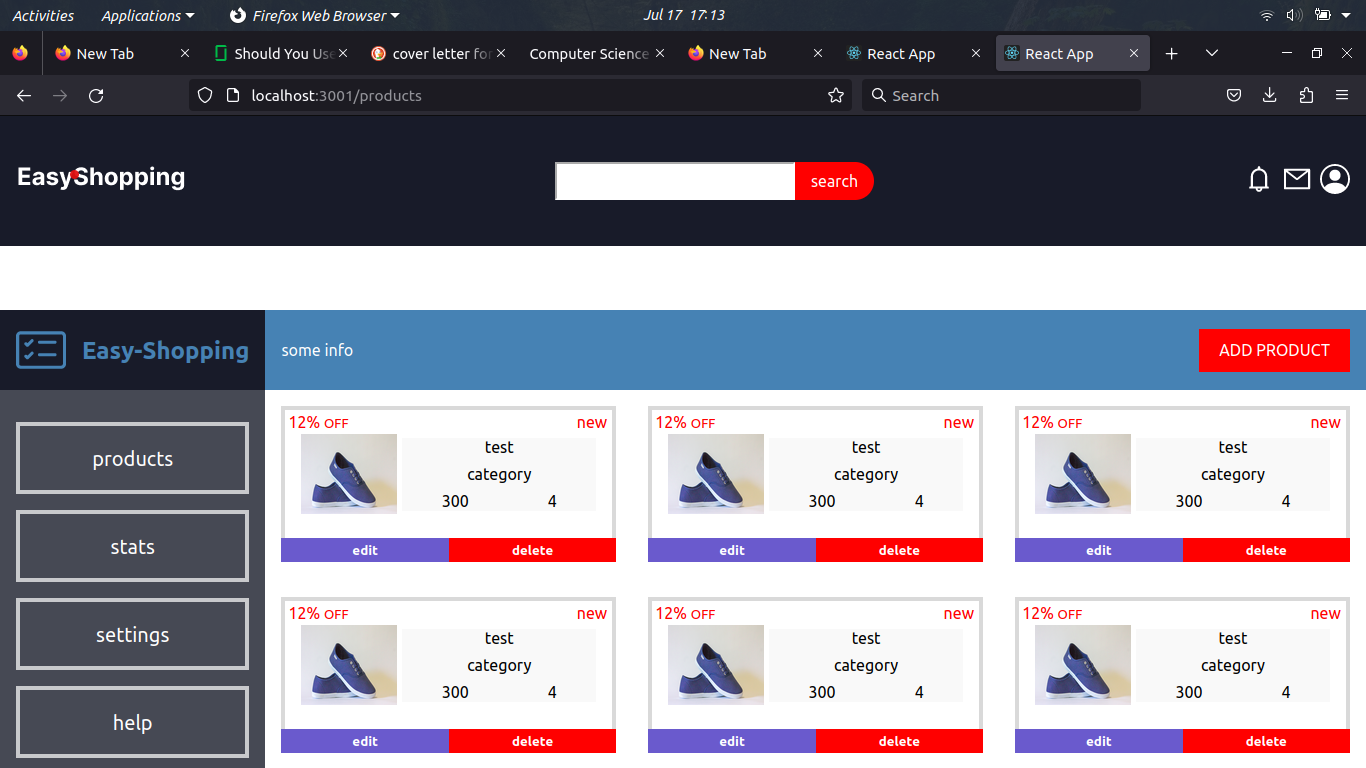 Activities Applications Firefox Web Browser Jul 17 17:13
New Tab Should You Use cover letter for Computer Science New Tab React App React App
localhost:3001/products Search
EasyShopping search
Easy-Shopping some info ADD PRODUCT
products
stats
settings
help
12% OFF new 12% OFF new 12% OFF new
test test test
category category category
300 4 300 4 300 4
edit delete edit delete edit delete
12% OFF new 12% OFF new 12% OFF new
test test test
category category category
300 4 300 4 300 4
edit delete edit delete edit delete